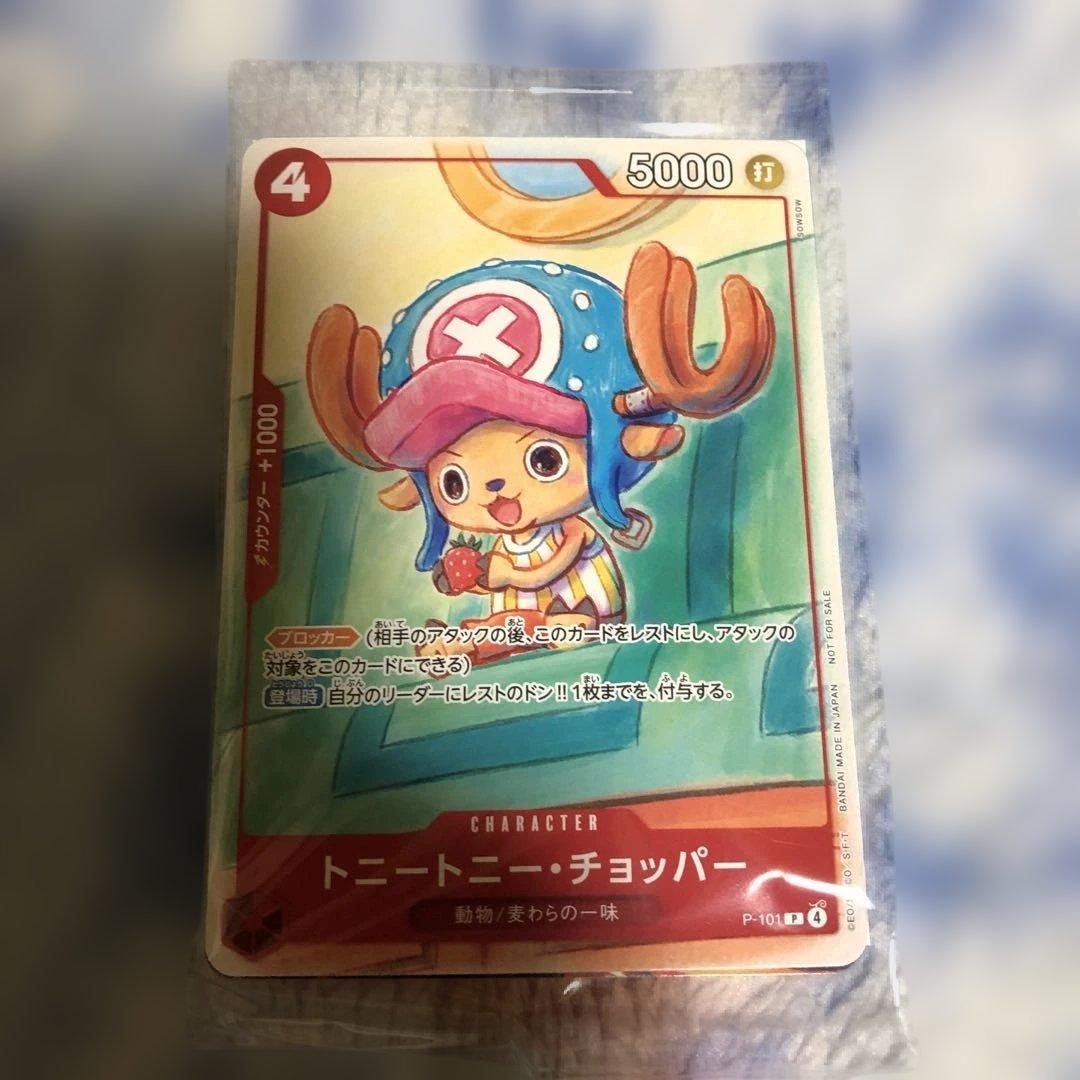 4
5000 打
SOWSOW
カウンター +1000
ブロッカー (相手のアタックの後、このカードをレストにし、アタックの
対象をこのカードにできる)
登場時 自分のリーダーにレストのドン!!1枚までを、付与する。
CHARACTER
トニートニー・チョッパー
動物/麦わらの一味
P-101 P 4
BANDAI MADE IN JAPAN NOT FOR SALE